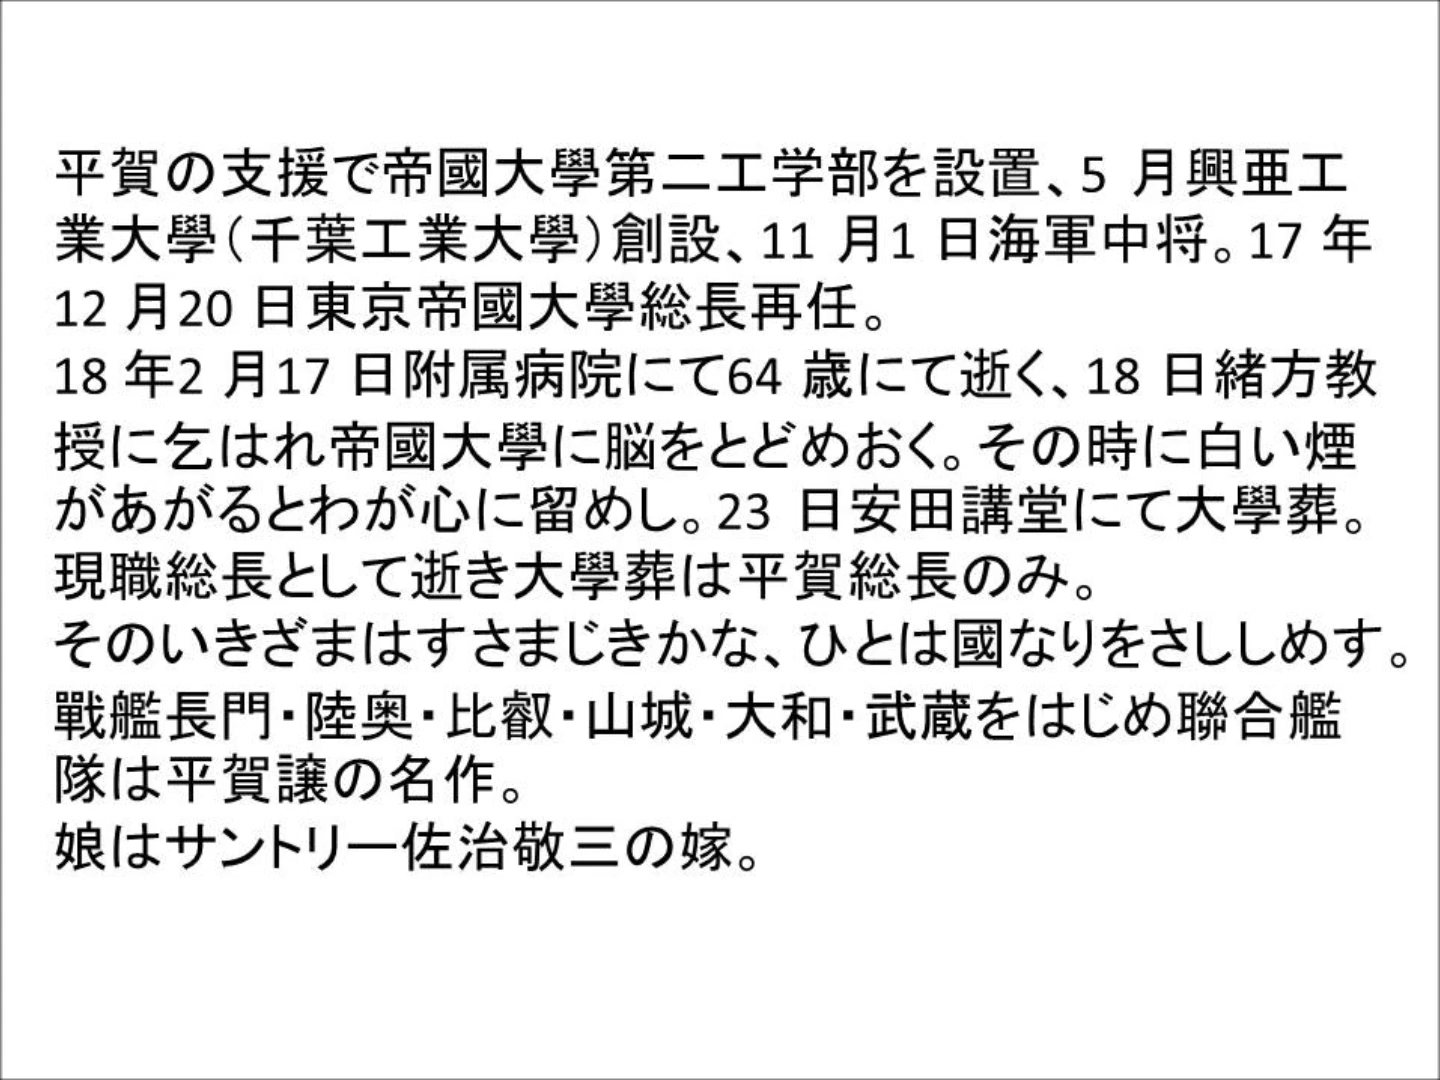 平賀の支援で帝國大學第二工学部を設置、5 月興亜工
業大學（千葉工業大學）創設、11 月1 日海軍中将。17 年
12 月20 日東京帝國大學総長再任。
18 年2 月17 日附属病院にて64 歳にて逝く、18 日緒方教
授に乞はれ帝國大學に脳をとどめおく。その時に白い煙
があがるとわが心に留めし。23 日安田講堂にて大學葬。
現職総長として逝き大學葬は平賀総長のみ。
そのいきざまはすさまじきかな、ひとは國なりをさししめす。
戰艦長門・陸奥・比叡・山城・大和・武蔵をはじめ聯合艦
隊は平賀譲の名作。
娘はサントリー佐治敬三の嫁。